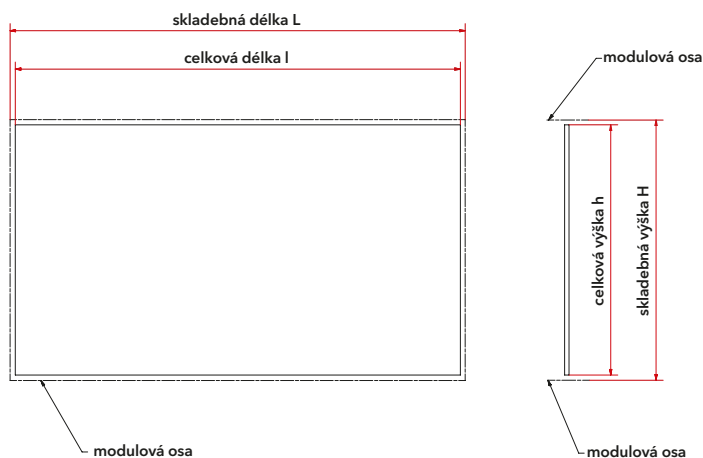 skladebná délka L
celková délka l
modulová osa
celková výška h
skladebná výška H
modulová osa
modulová osa